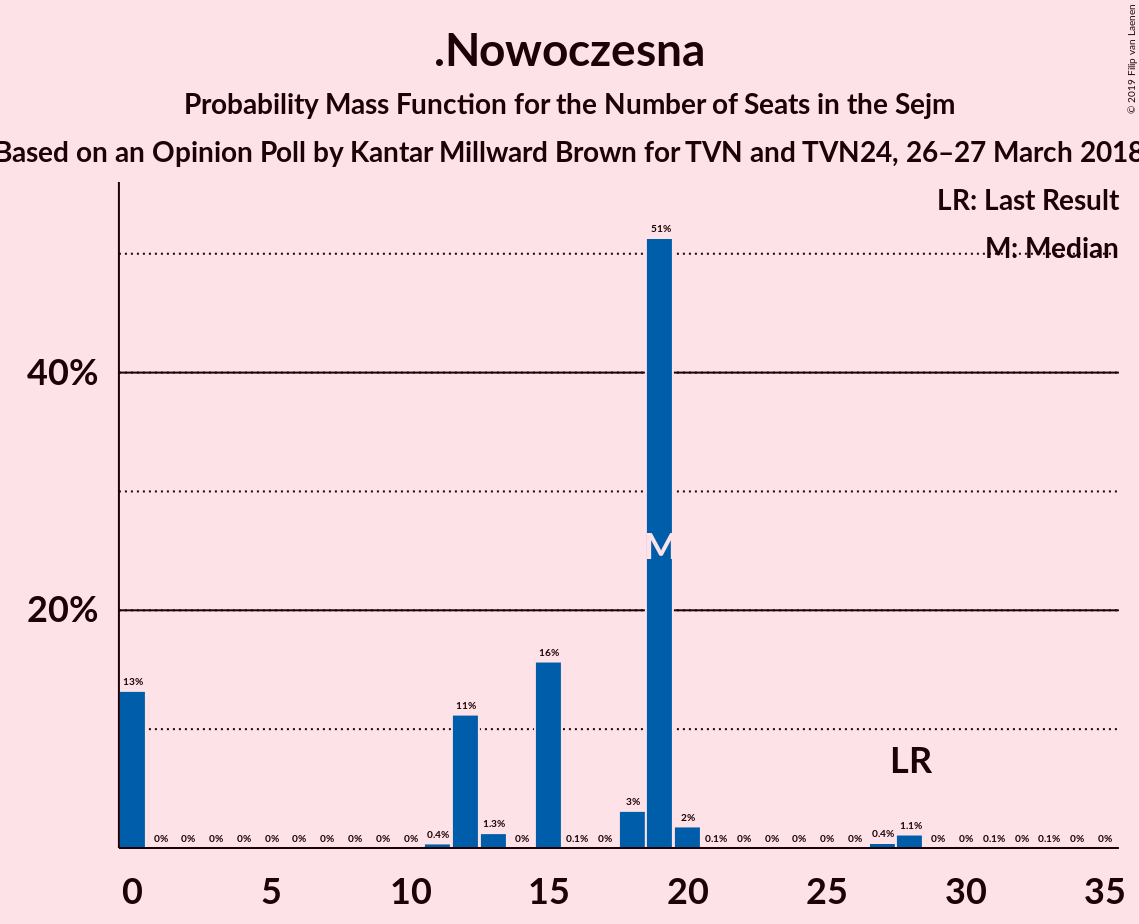 .Nowoczesna
Probability Mass Function for the Number of Seats in the Sejm
Based on an Opinion Poll by Kantar Millward Brown for TVN and TVN24, 26–27 March 2018
© 2019 Filip van Laenen
LR: Last Result
M: Median
51%
40%
M
20%
16%
13%
11%
LR
3%
2%
1.3%
1.1%
0.4% 0.4%
0% 0% 0% 0% 0% 0% 0% 0% 0% 0% 0% 0.1% 0% 0.1% 0% 0% 0% 0% 0% 0% 0% 0.1% 0% 0.1% 0% 0%
0 5 10 15 20 25 30 35